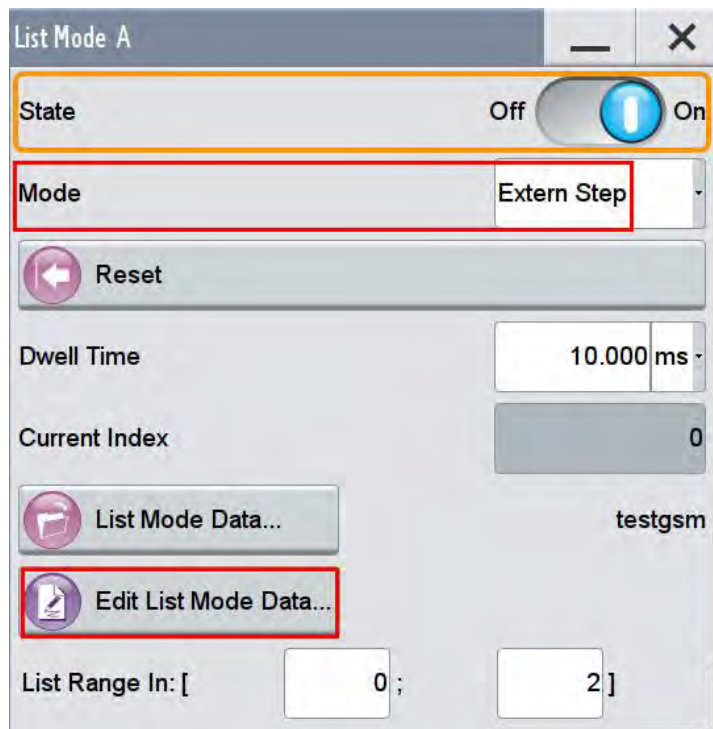 List Mode A
State Off On
Mode Extern Step
Reset
Dwell Time 10.000 ms
Current Index 0
List Mode Data... testgsm
Edit List Mode Data...
List Range In: [ 0 ; 2 ]